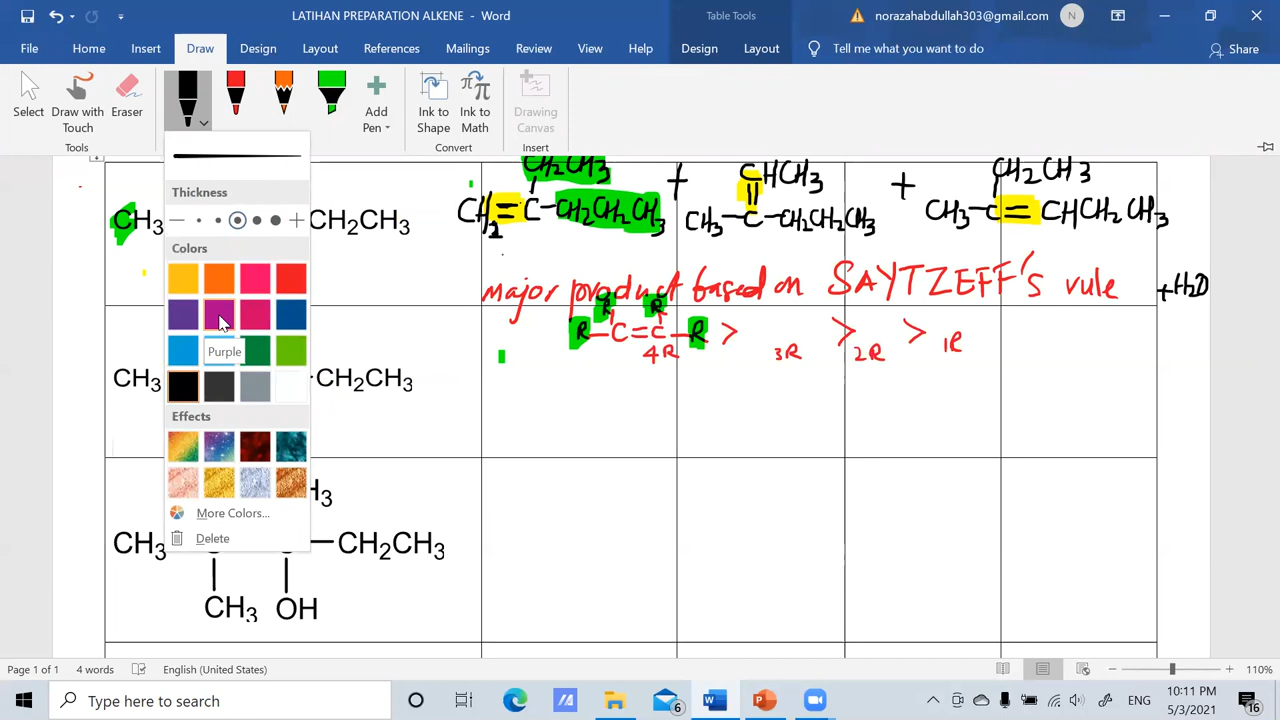 LATIHAN PREPARATION ALKENE - Word
Table Tools
norazahabdullah303@gmail.com
N
File Home Insert Draw Design Layout References Mailings Review View Help Design Layout Tell me what you want to do Share
Select
Draw with Touch
Eraser
Add Pen
Ink to Shape
Ink to Math
Drawing Canvas
Tools
Convert
Insert
Thickness
Colors
Purple
Effects
More Colors...
Delete
CH2CH3 CHCH3 CH2CH3
CH3 CH2CH3 CH2=C-CH2CH2CH3 + C=C CH3-C-CH2CH2CH3 + CH3-C=CHCH2CH3
major product based on SAYTZEFF's rule +H2O
R R
R-C=C-R > > >
4R 3R 2R 1R
CH3 -CH2CH3
H3
CH3 -CH2CH3
CH3 OH
Page 1 of 1 4 words English (United States) 110%
Type here to search
6
ENG
10:11 PM
5/3/2021
16